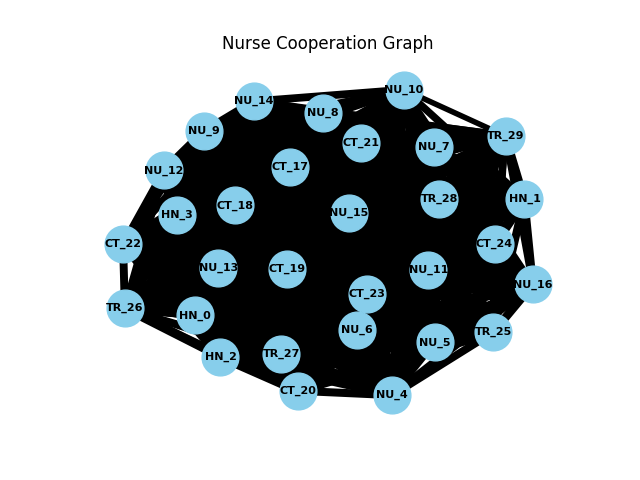 Nurse Cooperation Graph
NU_10
NU_14
NU_8
NU_9
TR_29
CT_21
NU_7
CT_17
NU_12
TR_28
HN_1
CT_18
NU_15
HN_3
CT_22
CT_24
NU_13
CT_19
NU_11
NU_16
CT_23
TR_26
HN_0
NU_6
TR_25
NU_5
HN_2
TR_27
CT_20
NU_4